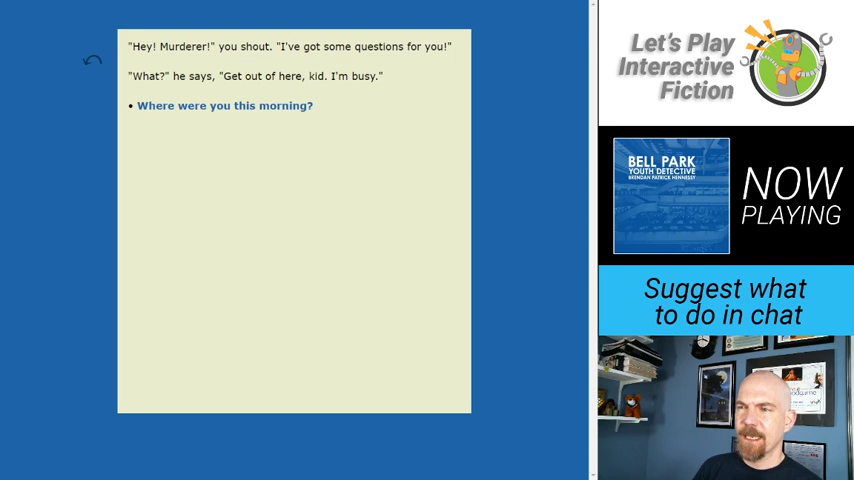 "Hey! Murderer!" you shout. "I've got some questions for you!"
"What?" he says, "Get out of here, kid. I'm busy."
• Where were you this morning?
Let's Play
Interactive
Fiction
BELL PARK
YOUTH DETECTIVE
BRENDAN PATRICK HENNESSY
NOW
PLAYING
Suggest what
to do in chat